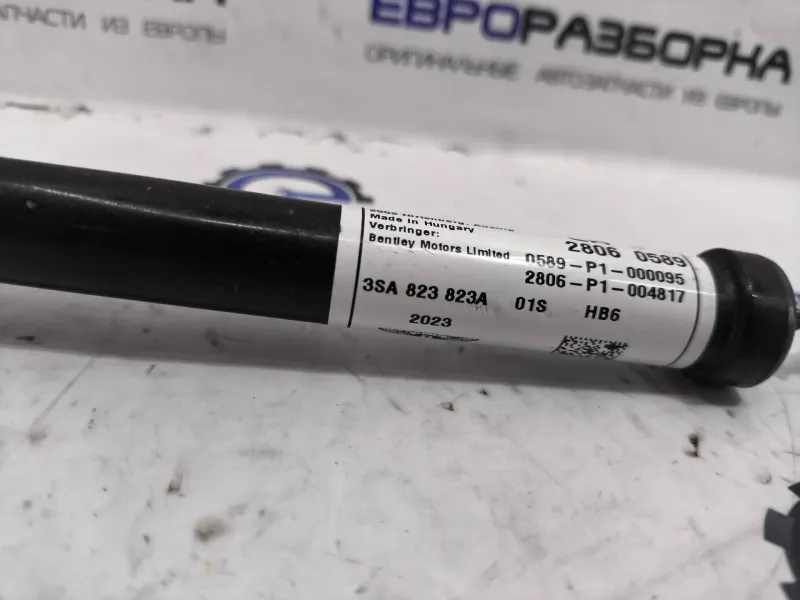 ЕВРОРАЗБОРКА
ЗАПЧАСТИ ИЗ ЕВРОПЫ
ОРИГИНАЛЬНЫЕ АВТОЗАПЧАСТИ ИЗ ЕВРОПЫ
Made in Hungary
Verbringer:
Bentley Motors Limited
2806 0589
0589-P1-000095
2806-P1-004817
3SA 823 823A 01S HB6
2023